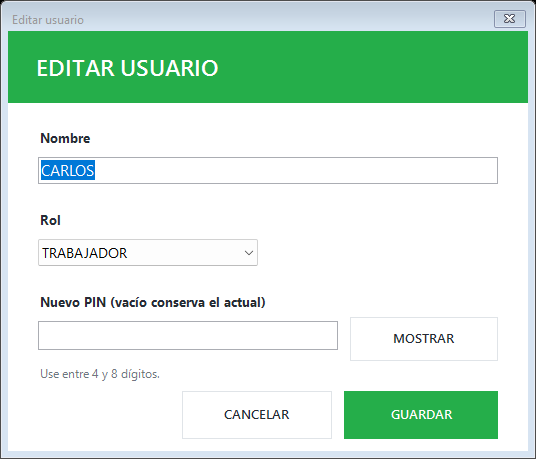 Editar usuario
EDITAR USUARIO
Nombre
CARLOS
Rol
TRABAJADOR
Nuevo PIN (vacío conserva el actual)
MOSTRAR
Use entre 4 y 8 dígitos.
CANCELAR GUARDAR